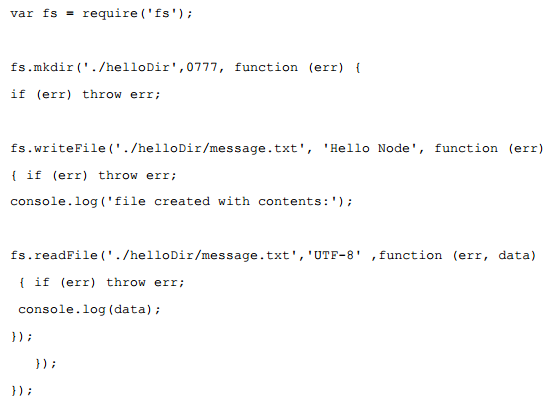 var fs = require('fs');
fs.mkdir('./helloDir',0777, function (err) {
if (err) throw err;
fs.writeFile('./helloDir/message.txt', 'Hello Node', function (err)
{ if (err) throw err;
console.log('file created with contents:');
fs.readFile('./helloDir/message.txt','UTF-8' ,function (err, data)
{ if (err) throw err;
console.log(data);
});
});
});